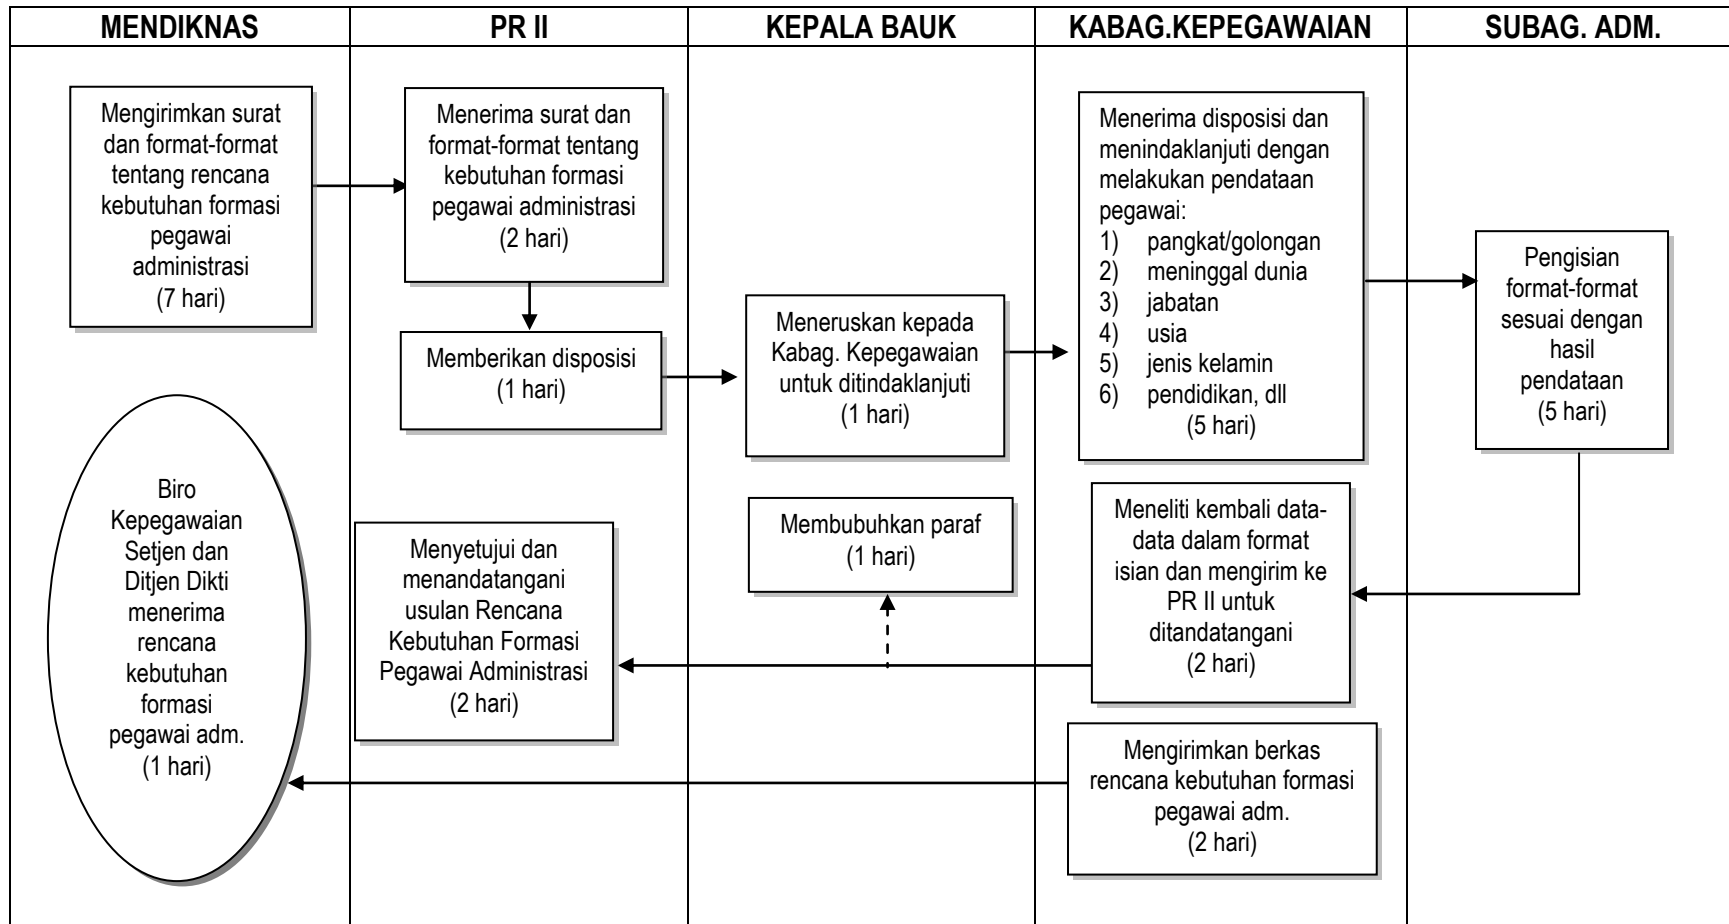 MENDIKNAS
PR II
KEPALA BAUK
KABAG.KEPEGAWAIAN
SUBAG. ADM.
Mengirimkan surat
dan format-format
tentang rencana
kebutuhan formasi
pegawai
administrasi
(7 hari)
Menerima surat dan
format-format tentang
kebutuhan formasi
pegawai administrasi
(2 hari)
Memberikan disposisi
(1 hari)
Meneruskan kepada
Kabag. Kepegawaian
untuk ditindaklanjuti
(1 hari)
Menerima disposisi dan
menindaklanjuti dengan
melakukan pendataan
pegawai:
1) pangkat/golongan
2) meninggal dunia
3) jabatan
4) usia
5) jenis kelamin
6) pendidikan, dll
(5 hari)
Pengisian
format-format
sesuai dengan
hasil
pendataan
(5 hari)
Meneliti kembali data-
data dalam format
isian dan mengirim ke
PR II untuk
ditandatangani
(2 hari)
Membubuhkan paraf
(1 hari)
Menyetujui dan
menandatangani
usulan Rencana
Kebutuhan Formasi
Pegawai Administrasi
(2 hari)
Mengirimkan berkas
rencana kebutuhan formasi
pegawai adm.
(2 hari)
Biro
Kepegawaian
Setjen dan
Ditjen Dikti
menerima
rencana
kebutuhan
formasi
pegawai adm.
(1 hari)